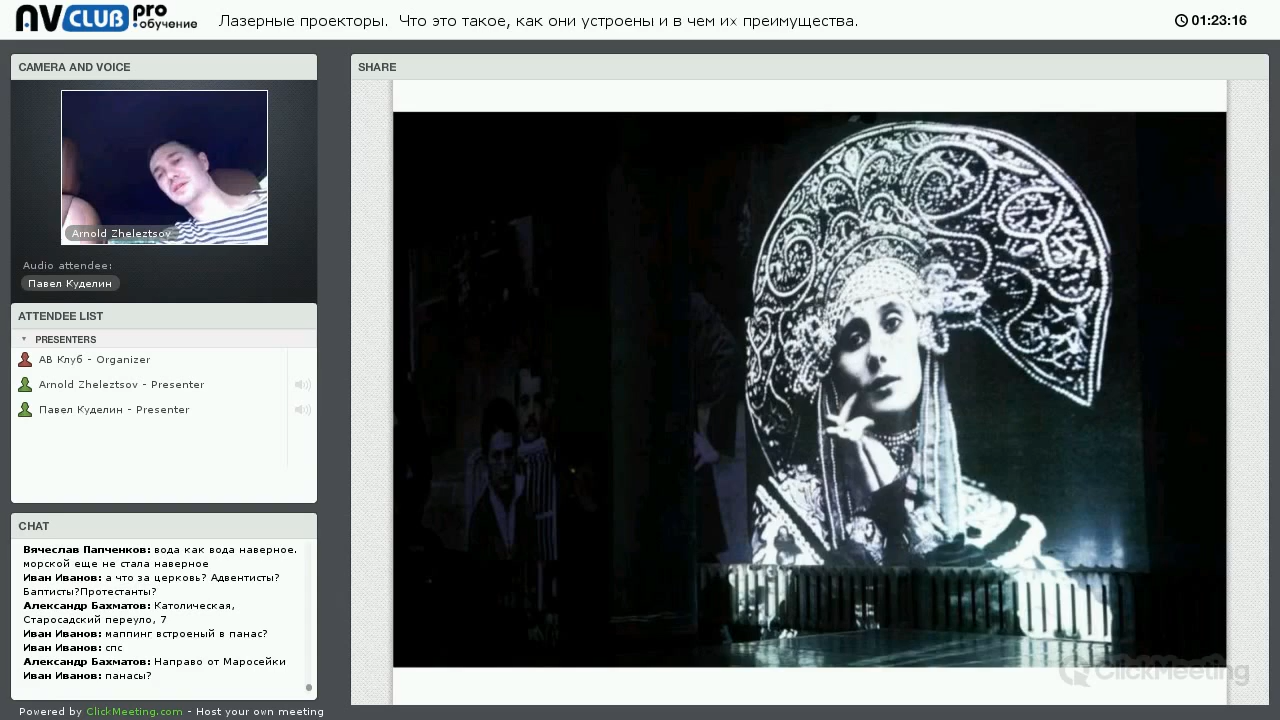 AVCLUB pro
:обучение
Лазерные проекторы. Что это такое, как они устроены и в чем их преимущества.
01:23:16
CAMERA AND VOICE
Arnold Zheleztsov
Audio attendee:
Павел Куделин
ATTENDEE LIST
PRESENTERS
АВ Клуб - Organizer
Arnold Zheleztsov - Presenter
Павел Куделин - Presenter
CHAT
Вячеслав вода как вода наверное.
морской еще не стала наверное
Иван Иванов: а что за церковь? Адвентисты?
Баптисты?Протестанты?
Александр Бахматов: Католическая,
Старосадский переуло, 7
Иван Иванов: маппинг встроеный в панас?
Иван Иванов: спс
Александр Бахматов: Напротив от Маросейки
Иван Иванов: панасы?
Powered by ClickMeeting.com - Host your own meeting
SHARE
ClickMeeting